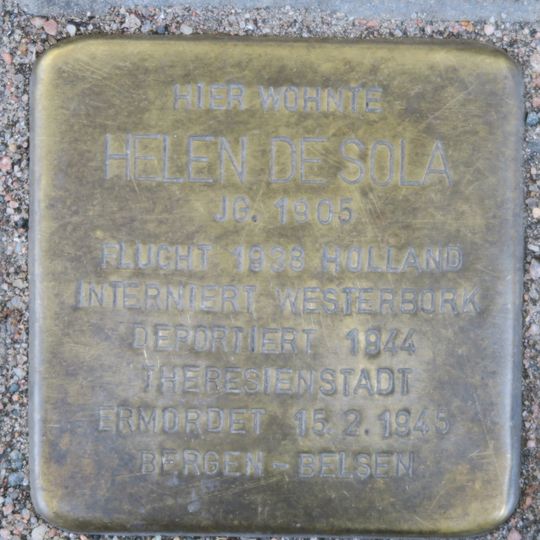 HIER WOHNTE
HELEN DE SOLA
JG. 1905
FLUCHT 1938 HOLLAND
INTERNIERT WESTERBORK
DEPORTIERT 1944
THERESIENSTADT
ERMORDET 15.2.1945
BERGEN-BELSEN